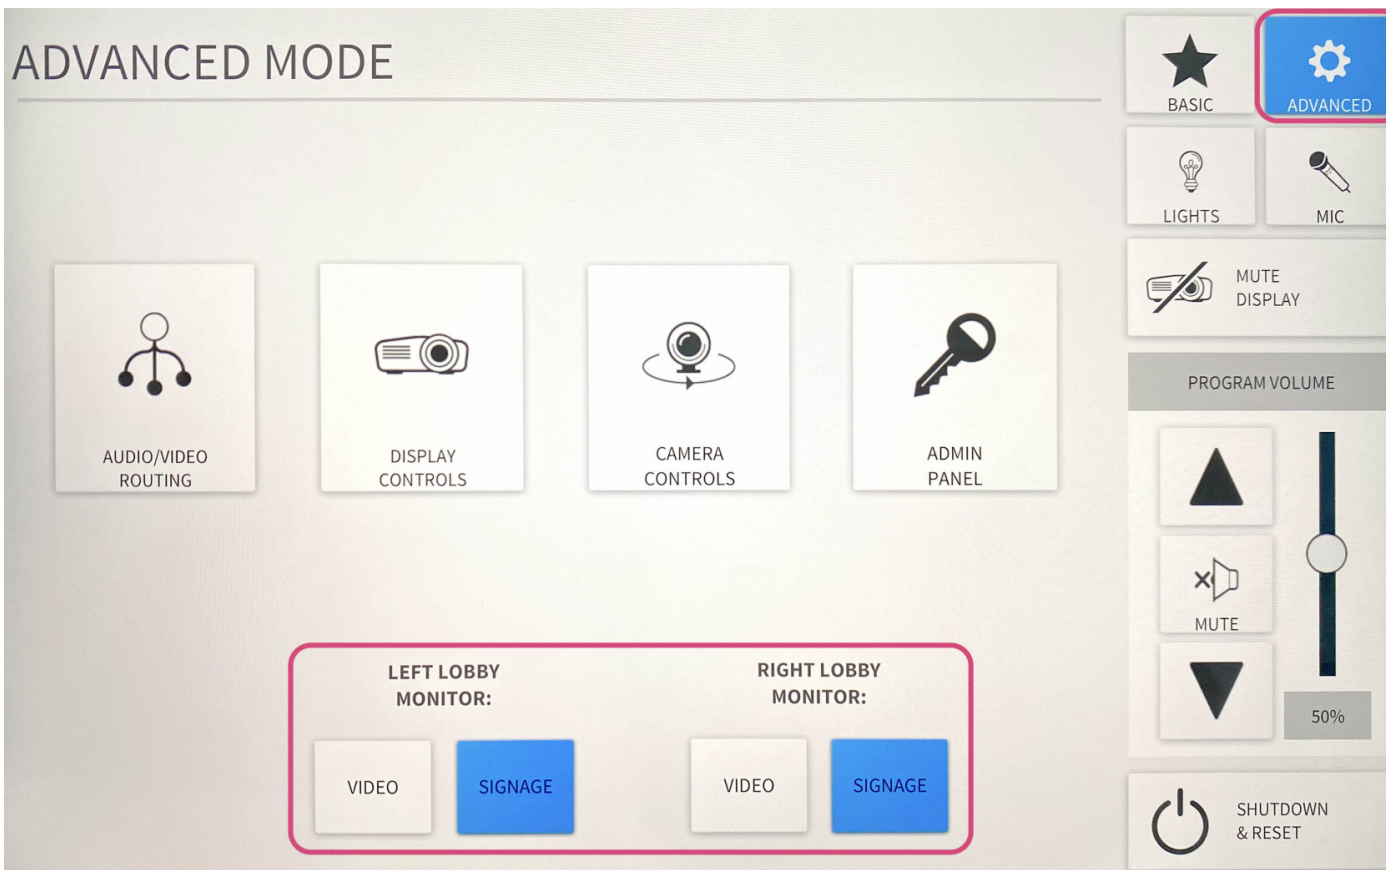 ADVANCED MODE
BASIC
ADVANCED
LIGHTS
MIC
MUTE
DISPLAY
PROGRAM VOLUME
MUTE
50%
SHUTDOWN
& RESET
AUDIO/VIDEO
ROUTING
DISPLAY
CONTROLS
CAMERA
CONTROLS
ADMIN
PANEL
LEFT LOBBY
MONITOR:
VIDEO
SIGNAGE
RIGHT LOBBY
MONITOR:
VIDEO
SIGNAGE